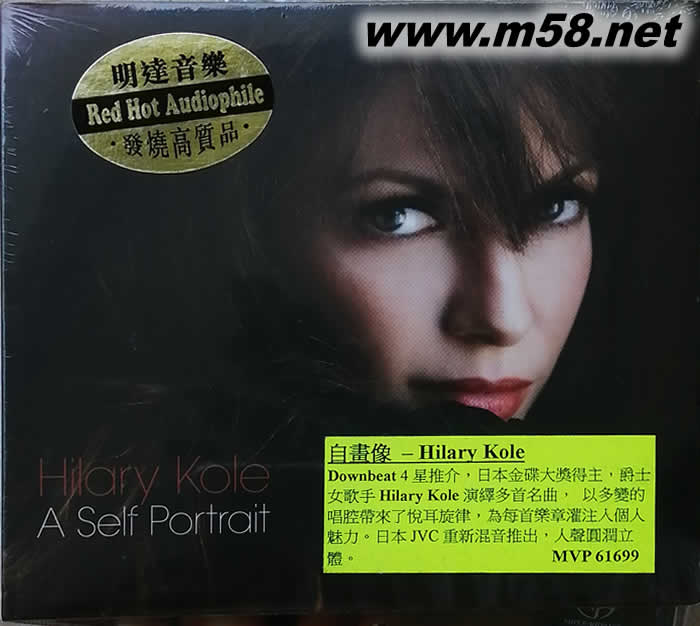 www.m58.net
明達音樂
Red Hot Audiophile
·發燒高質品·
Hilary Kole
A Self Portrait
自畫像 – Hilary Kole
Downbeat 4 星推介，日本金碟大獎得主，爵士
女歌手 Hilary Kole 演繹多首名曲， 以多變的
唱腔帶來了悅耳旋律，為每首樂章灌注入個人
魅力。日本 JVC 重新混音推出，人聲圓潤立
體。 MVP 61699